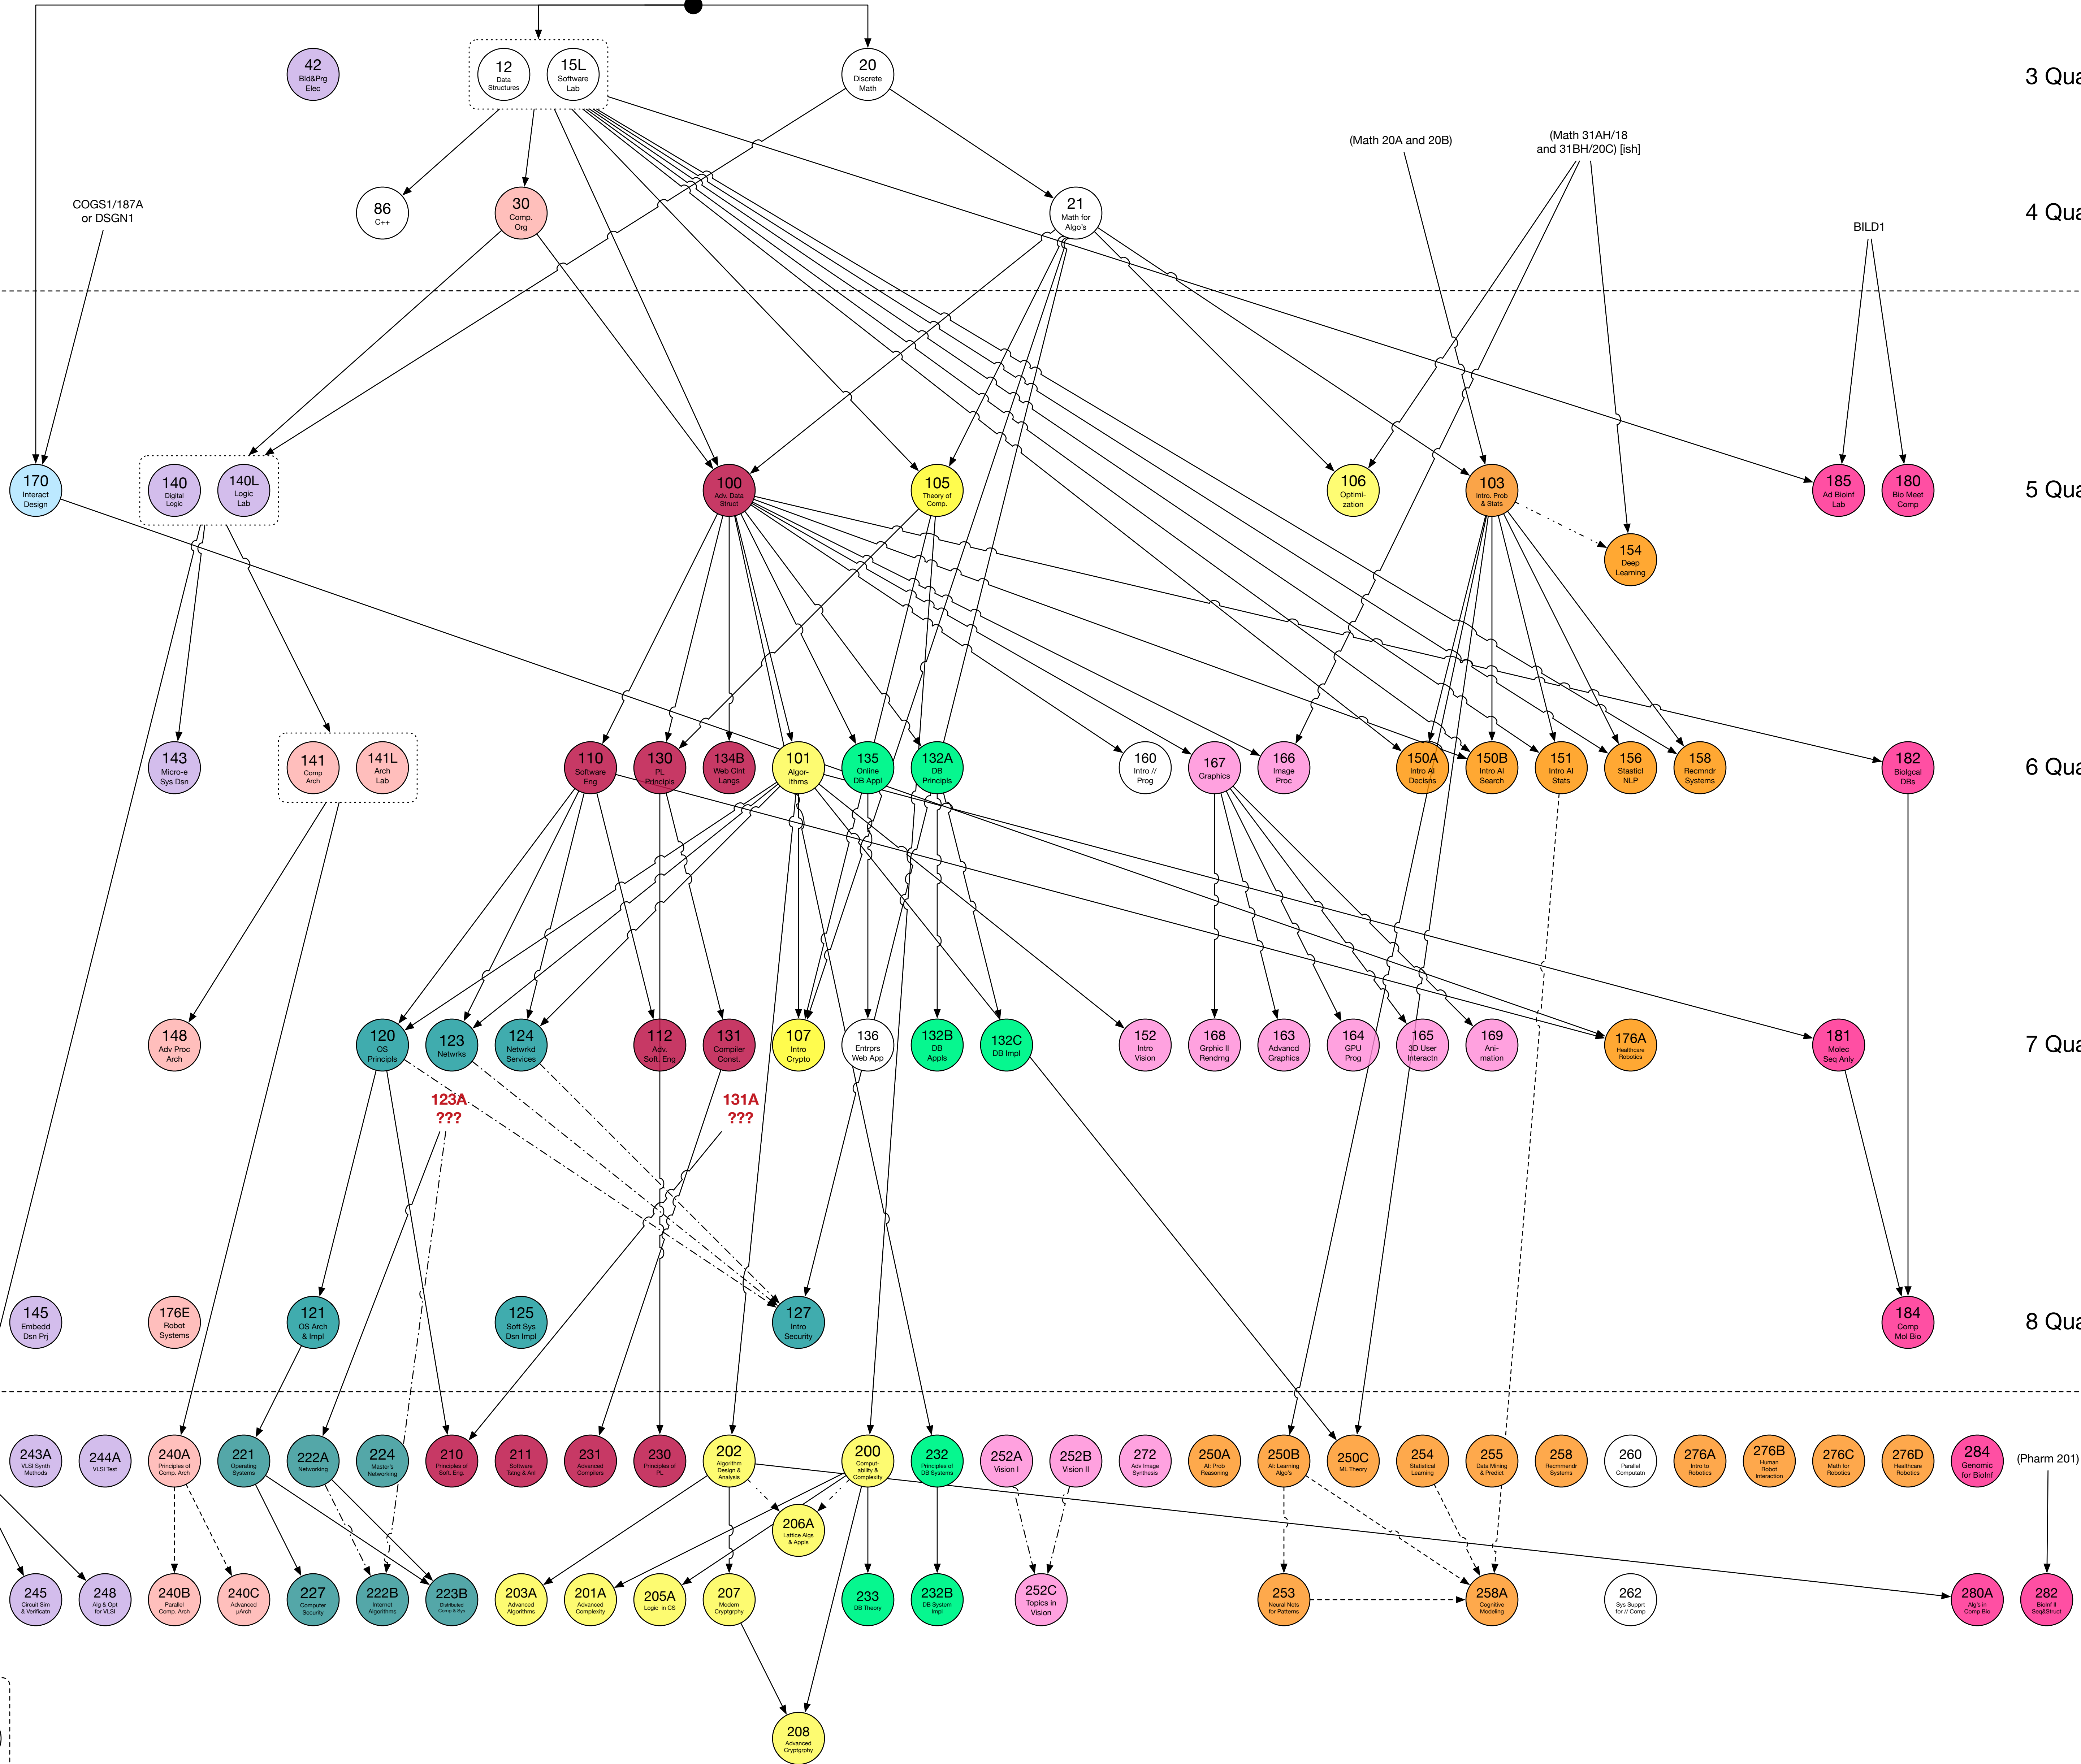 42
Bld&Prg
Elec
12
Data
Structures
15L
Software
Lab
20
Discrete
Math
3 Qua
(Math 20A and 20B)
(Math 31AH/18
and 31BH/20C) [ish]
COGS1/187A
or DSGN1
86
C++
30
Comp.
Org
21
Math for
Algo's
BILD1
4 Qua
170
Interact
Design
140
Digital
Logic
140L
Logic
Lab
100
Adv. Data
Struct
105
Theory of
Comp.
106
Optimi-
zation
103
Intro. Prob
& Stats
185
Ad Bioinf
Lab
180
Bio Meet
Comp
5 Qua
154
Deep
Learning
143
Micro-e
Sys Dsn
141
Comp
Arch
141L
Arch
Lab
110
Software
Eng
130
PL
Principls
134B
Web Clnt
Langs
101
Algor-
ithms
135
Online
DB Appl
132A
DB
Principls
160
Intro //
Prog
167
Graphics
166
Image
Proc
150A
Intro AI
Decisns
150B
Intro AI
Search
151
Intro AI
Stats
156
Stasticl
NLP
158
Recmndr
Systems
182
Biolgcal
DBs
6 Qua
148
Adv Proc
Arch
120
OS
Principls
123
Netwrks
124
Netwrkd
Services
112
Adv.
Soft. Eng
131
Compiler
Const.
107
Intro
Crypto
136
Entrprs
Web App
132B
DB
Appls
132C
DB Impl
152
Intro
Vision
168
Grphic II
Rendrng
163
Advancd
Graphics
164
GPU
Prog
165
3D User
Interactn
169
Ani-
mation
176A
Healthcare
Robotics
181
Molec
Seq Anly
7 Qua
123A
???
131A
???
145
Embedd
Dsn Prj
176E
Robot
Systems
121
OS Arch
& Impl
125
Soft Sys
Dsn Impl
127
Intro
Security
184
Comp
Mol Bio
8 Qua
243A
VLSI Synth
Methods
244A
VLSI Test
240A
Principles of
Comp. Arch
221
Operating
Systems
222A
Networking
224
Master's
Networking
210
Principles of
Soft. Eng.
211
Software
Tstng & Anl
231
Advanced
Compilers
230
Principles of
PL
202
Algorithm
Design &
Analysis
200
Comput-
ability &
Complexity
232
Principles of
DB Systems
252A
Vision I
252B
Vision II
272
Adv Image
Synthesis
250A
AI: Prob
Reasoning
250B
AI: Learning
Algo's
250C
ML Theory
254
Statistical
Learning
255
Data Mining
& Predict
258
Recmmendr
Systems
260
Parallel
Computatn
276A
Intro to
Robotics
276B
Human
Robot
Interaction
276C
Math for
Robotics
276D
Healthcare
Robotics
284
Genomic
for BioInf
(Pharm 201)
206A
Lattice Algs
& Appls
245
Circuit Sim
& Verificatn
248
Alg & Opt
for VLSI
240B
Parallel
Comp. Arch
240C
Advanced
µArch
227
Computer
Security
222B
Internet
Algorithms
223B
Distributed
Comp & Sys
203A
Advanced
Algorithms
201A
Advanced
Complexity
205A
Logic in CS
207
Modern
Cryptgrphy
233
DB Theory
232B
DB System
Impl
252C
Topics in
Vision
253
Neural Nets
for Patterns
258A
Cognitive
Modeling
262
Sys Supprt
for // Comp
280A
Alg's in
Comp Bio
282
BioInf II
Seq&Struct
208
Advanced
Cryptgrphy